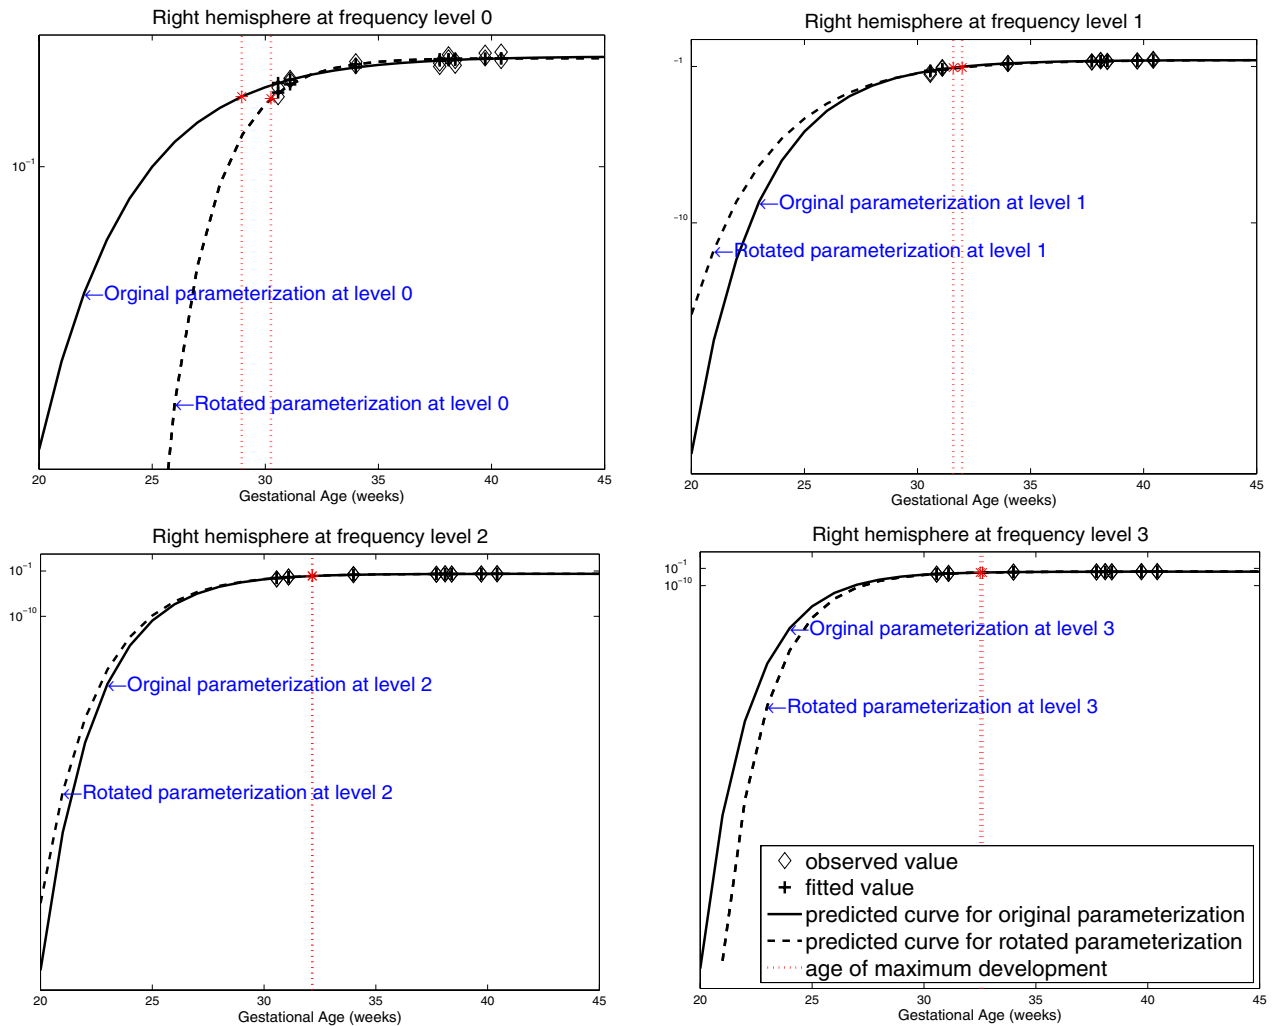 Right hemisphere at frequency level 0
10⁻¹
←Orginal parameterization at level 0
←Rotated parameterization at level 0
20 25 30 35 40 45
Gestational Age (weeks)
Right hemisphere at frequency level 1
−1
−10
←Orginal parameterization at level 1
←Rotated parameterization at level 1
20 25 30 35 40 45
Gestational Age (weeks)
Right hemisphere at frequency level 2
10⁻¹
10⁻¹⁰
←Orginal parameterization at level 2
←Rotated parameterization at level 2
20 25 30 35 40 45
Gestational Age (weeks)
Right hemisphere at frequency level 3
10⁻¹
10⁻¹⁰
←Orginal parameterization at level 3
←Rotated parameterization at level 3
observed value
fitted value
predicted curve for original parameterization
predicted curve for rotated parameterization
age of maximum development
20 25 30 35 40 45
Gestational Age (weeks)